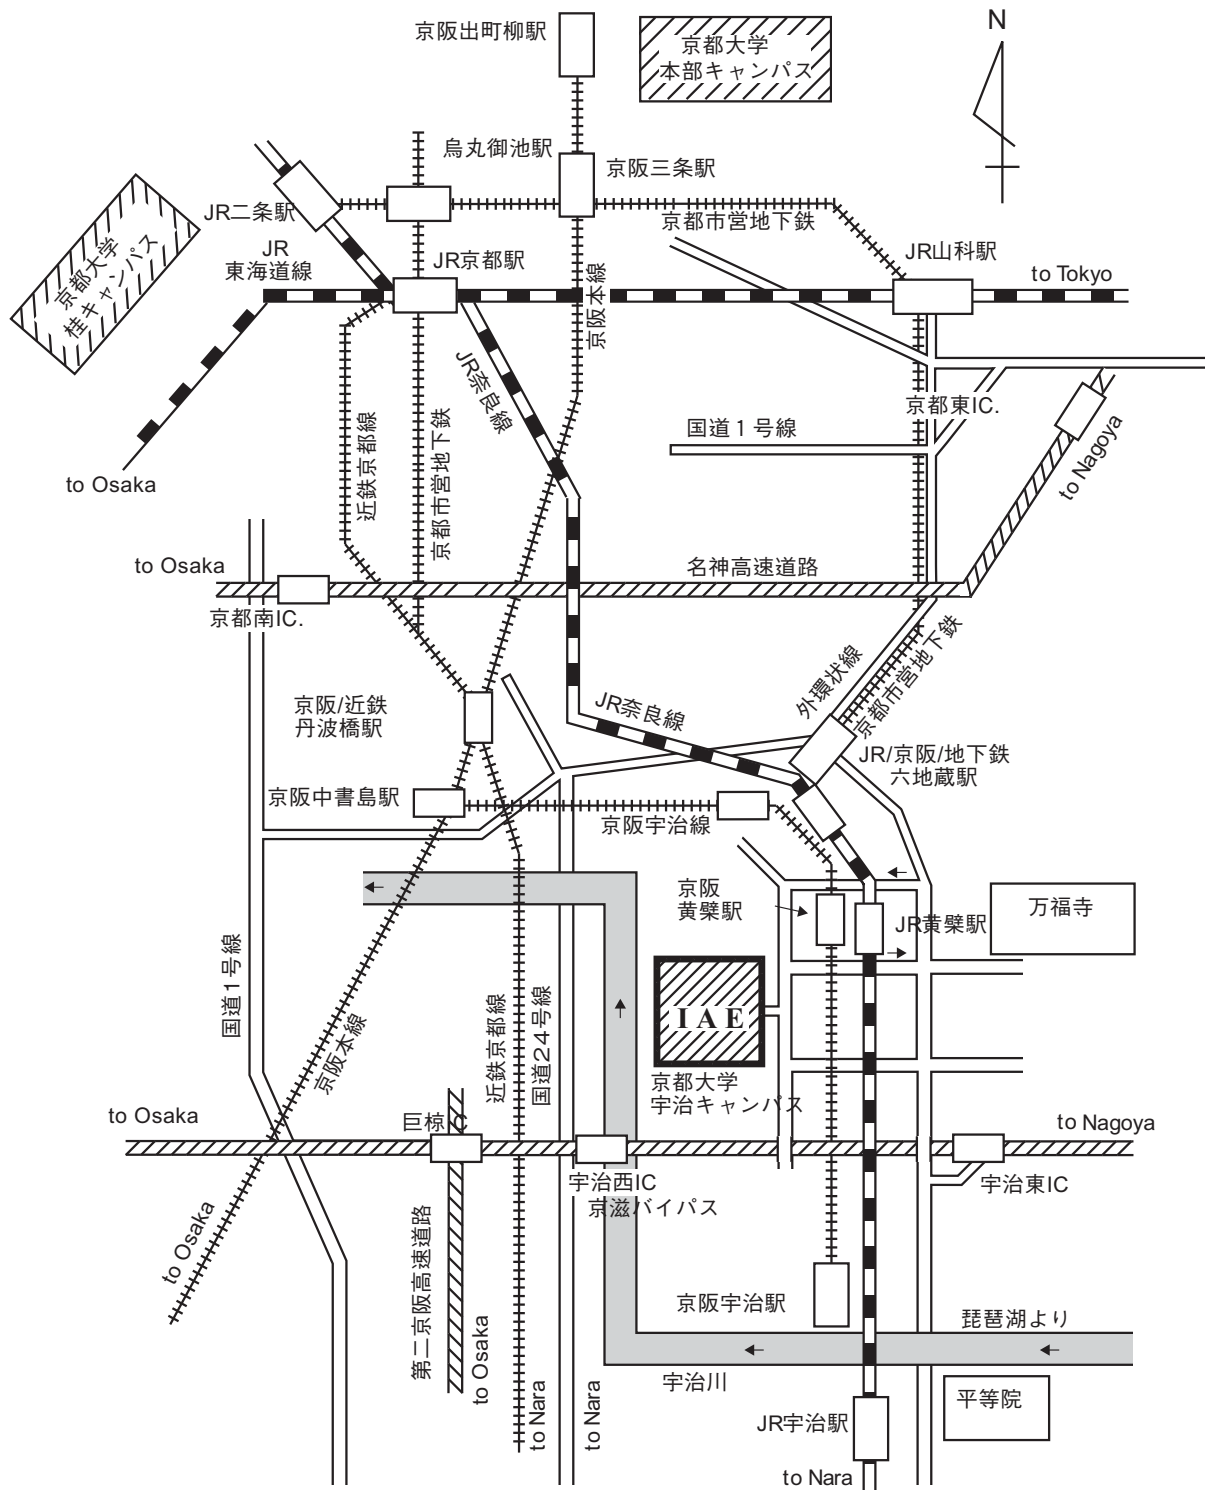 京阪出町柳駅
京都大学
本部キャンパス
N
烏丸御池駅
京阪三条駅
JR二条駅
京都市営地下鉄
JR
東海道線
JR京都駅
JR山科駅
to Tokyo
京都大学
桂キャンパス
京阪本線
JR奈良線
京都東IC.
国道1号線
近鉄京都線
京都市営地下鉄
to Nagoya
to Osaka
to Osaka
名神高速道路
京都南IC.
外環状線
京都市営地下鉄
京阪/近鉄
丹波橋駅
JR奈良線
JR/京阪/地下鉄
六地蔵駅
京阪中書島駅
京阪宇治線
京阪
黄檗駅
JR黄檗駅
万福寺
国道1号線
京阪本線
近鉄京都線
国道24号線
I A E
京都大学
宇治キャンパス
to Osaka
巨椋IC
to Nagoya
宇治西IC
京滋バイパス
宇治東IC
to Osaka
第二京阪高速道路
to Osaka
京阪宇治駅
琵琶湖より
宇治川
平等院
to Nara
to Nara
JR宇治駅
to Nara